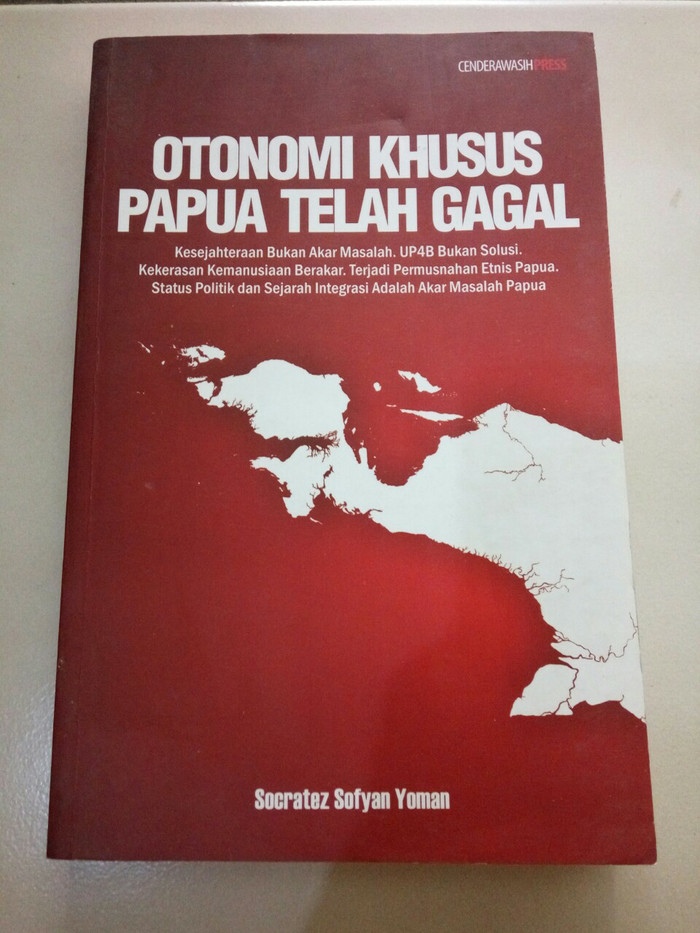 CENDERAWASIHPRESS
OTONOMI KHUSUS
PAPUA TELAH GAGAL
Kesejahteraan Bukan Akar Masalah. UP4B Bukan Solusi.
Kekerasan Kemanusiaan Berakar. Terjadi Permusnahan Etnis Papua.
Status Politik dan Sejarah Integrasi Adalah Akar Masalah Papua
Socratez Sofyan Yoman